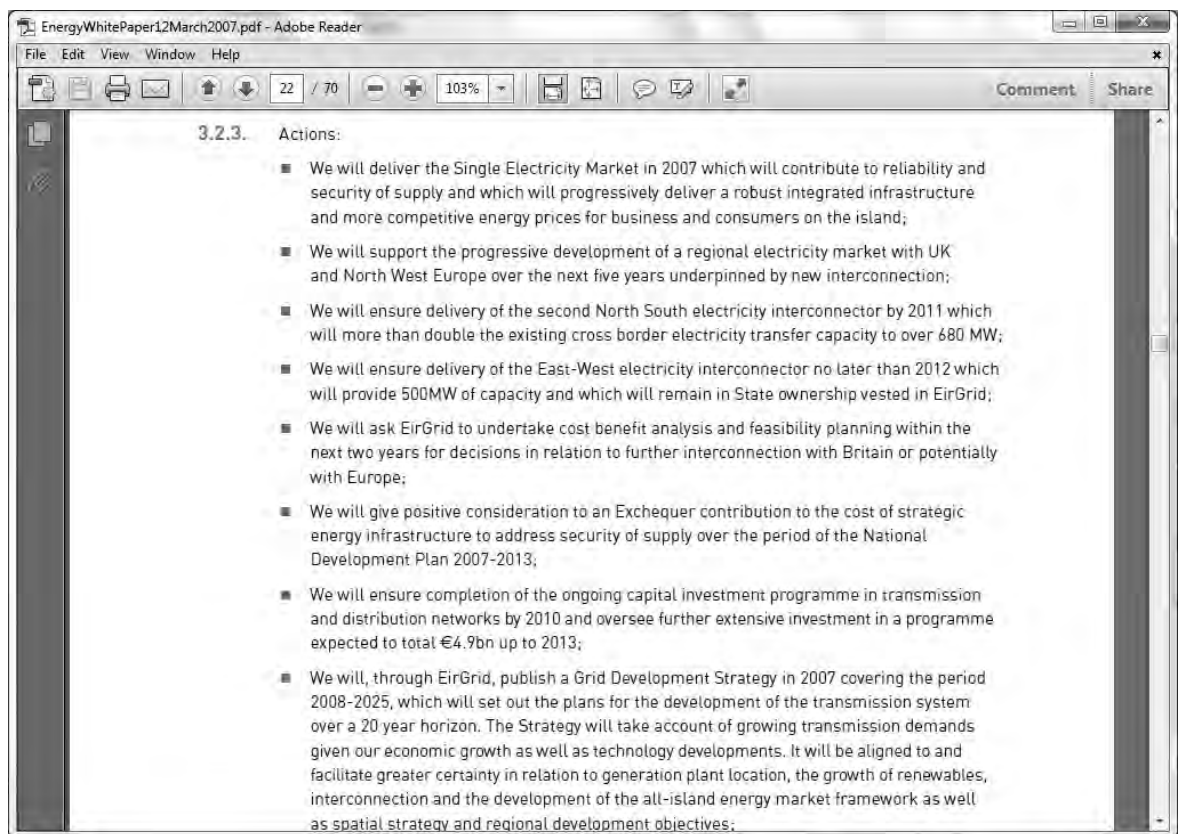 EnergyWhitePaper12March2007.pdf - Adobe Reader
File Edit View Window Help
22 / 70 103% Comment Share
3.2.3. Actions:
■ We will deliver the Single Electricity Market in 2007 which will contribute to reliability and
security of supply and which will progressively deliver a robust integrated infrastructure
and more competitive energy prices for business and consumers on the island;
■ We will support the progressive development of a regional electricity market with UK
and North West Europe over the next five years underpinned by new interconnection;
■ We will ensure delivery of the second North South electricity interconnector by 2011 which
will more than double the existing cross border electricity transfer capacity to over 680 MW;
■ We will ensure delivery of the East-West electricity interconnector no later than 2012 which
will provide 500MW of capacity and which will remain in State ownership vested in EirGrid;
■ We will ask EirGrid to undertake cost benefit analysis and feasibility planning within the
next two years for decisions in relation to further interconnection with Britain or potentially
with Europe;
■ We will give positive consideration to an Exchequer contribution to the cost of strategic
energy infrastructure to address security of supply over the period of the National
Development Plan 2007-2013;
■ We will ensure completion of the ongoing capital investment programme in transmission
and distribution networks by 2010 and oversee further extensive investment in a programme
expected to total €4.9bn up to 2013;
■ We will, through EirGrid, publish a Grid Development Strategy in 2007 covering the period
2008-2025, which will set out the plans for the development of the transmission system
over a 20 year horizon. The Strategy will take account of growing transmission demands
given our economic growth as well as technology developments. It will be aligned to and
facilitate greater certainty in relation to generation plant location, the growth of renewables,
interconnection and the development of the all-island energy market framework as well
as spatial strategy and regional development objectives;